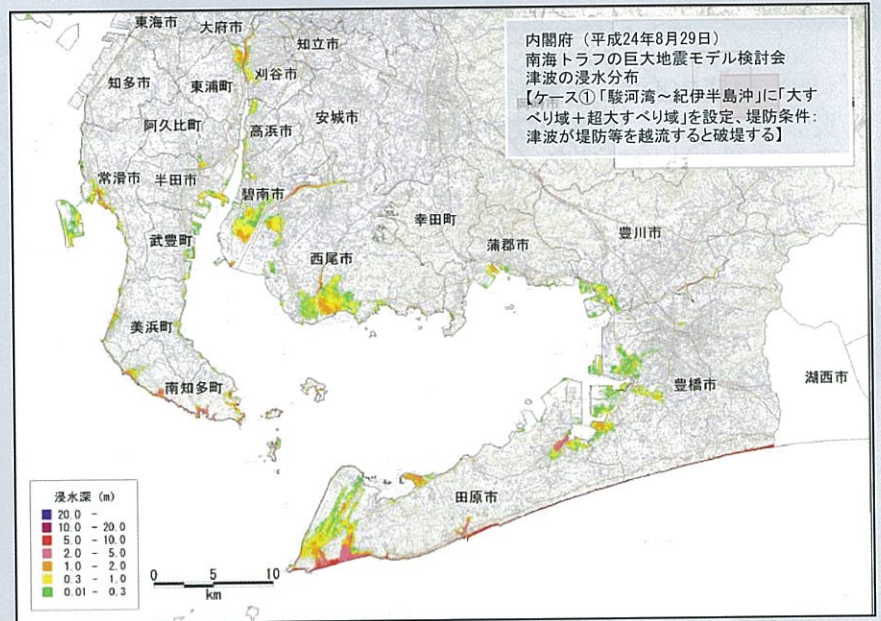 東海市
大府市
知立市
知多市
東浦町
刈谷市
阿久比町
高浜市
安城市
常滑市
半田市
碧南市
武豊町
幸田町
西尾市
蒲郡市
豊川市
美浜町
南知多町
豊橋市
湖西市
田原市
内閣府（平成24年8月29日）
南海トラフの巨大地震モデル検討会
津波の浸水分布
【ケース①「駿河湾～紀伊半島沖」に「大す
べり域＋超大すべり域」を設定、堤防条件：
津波が堤防等を越流すると破堤する】
浸水深（m）
20.0 -
10.0 - 20.0
5.0 - 10.0
2.0 - 5.0
1.0 - 2.0
0.3 - 1.0
0.01 - 0.3
0 5 10
km